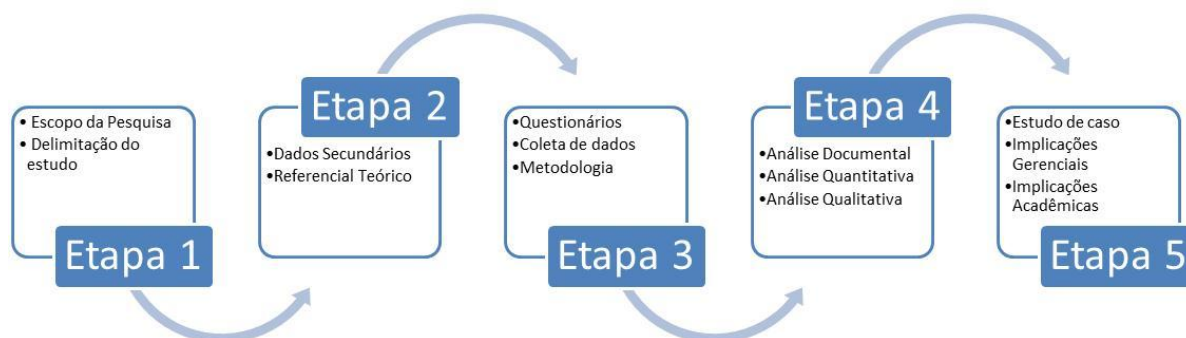 • Escopo da Pesquisa
• Delimitação do
estudo
Etapa 1
Etapa 2
•Dados Secundários
•Referencial Teórico
•Questionários
•Coleta de dados
•Metodologia
Etapa 3
Etapa 4
•Análise Documental
•Análise Quantitativa
•Análise Qualitativa
•Estudo de caso
•Implicações
Gerenciais
•Implicações
Acadêmicas
Etapa 5